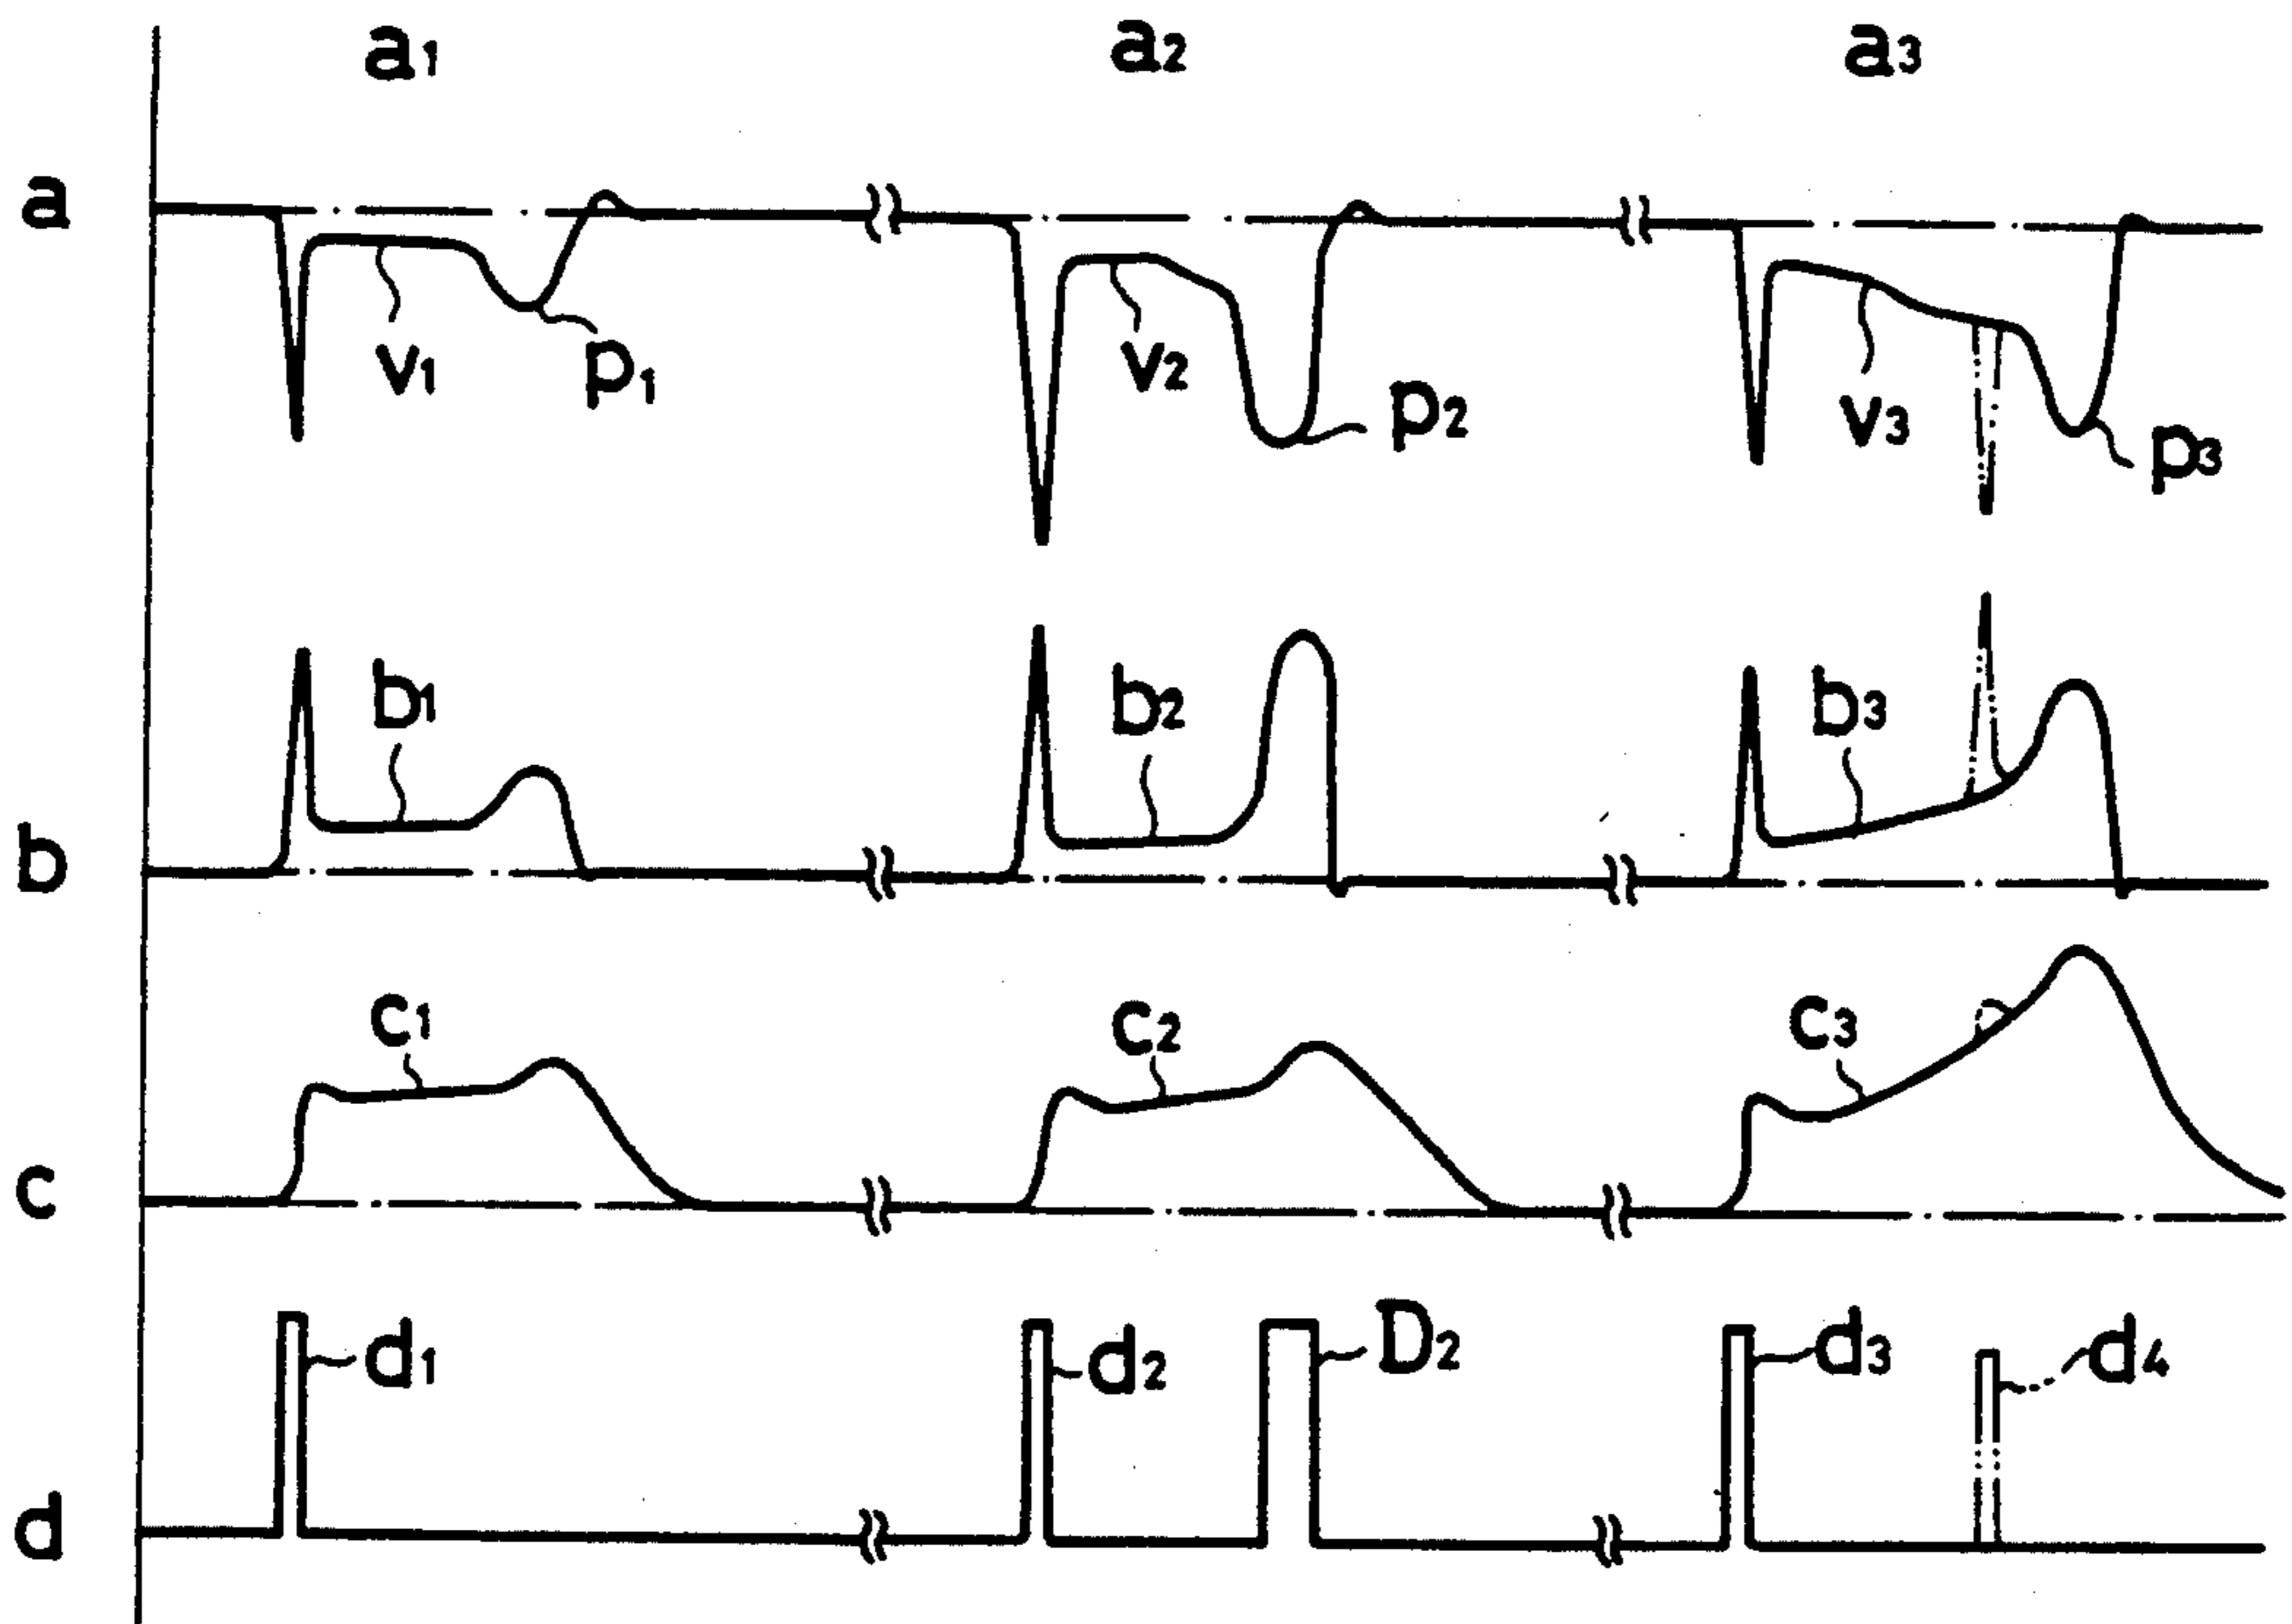 a1 a2 a3
a
v1 p1 v2 p2 v3 p3
b1 b2 b3
b
c1 c2 c3
c
d1 d2 D2 d3 d4
d